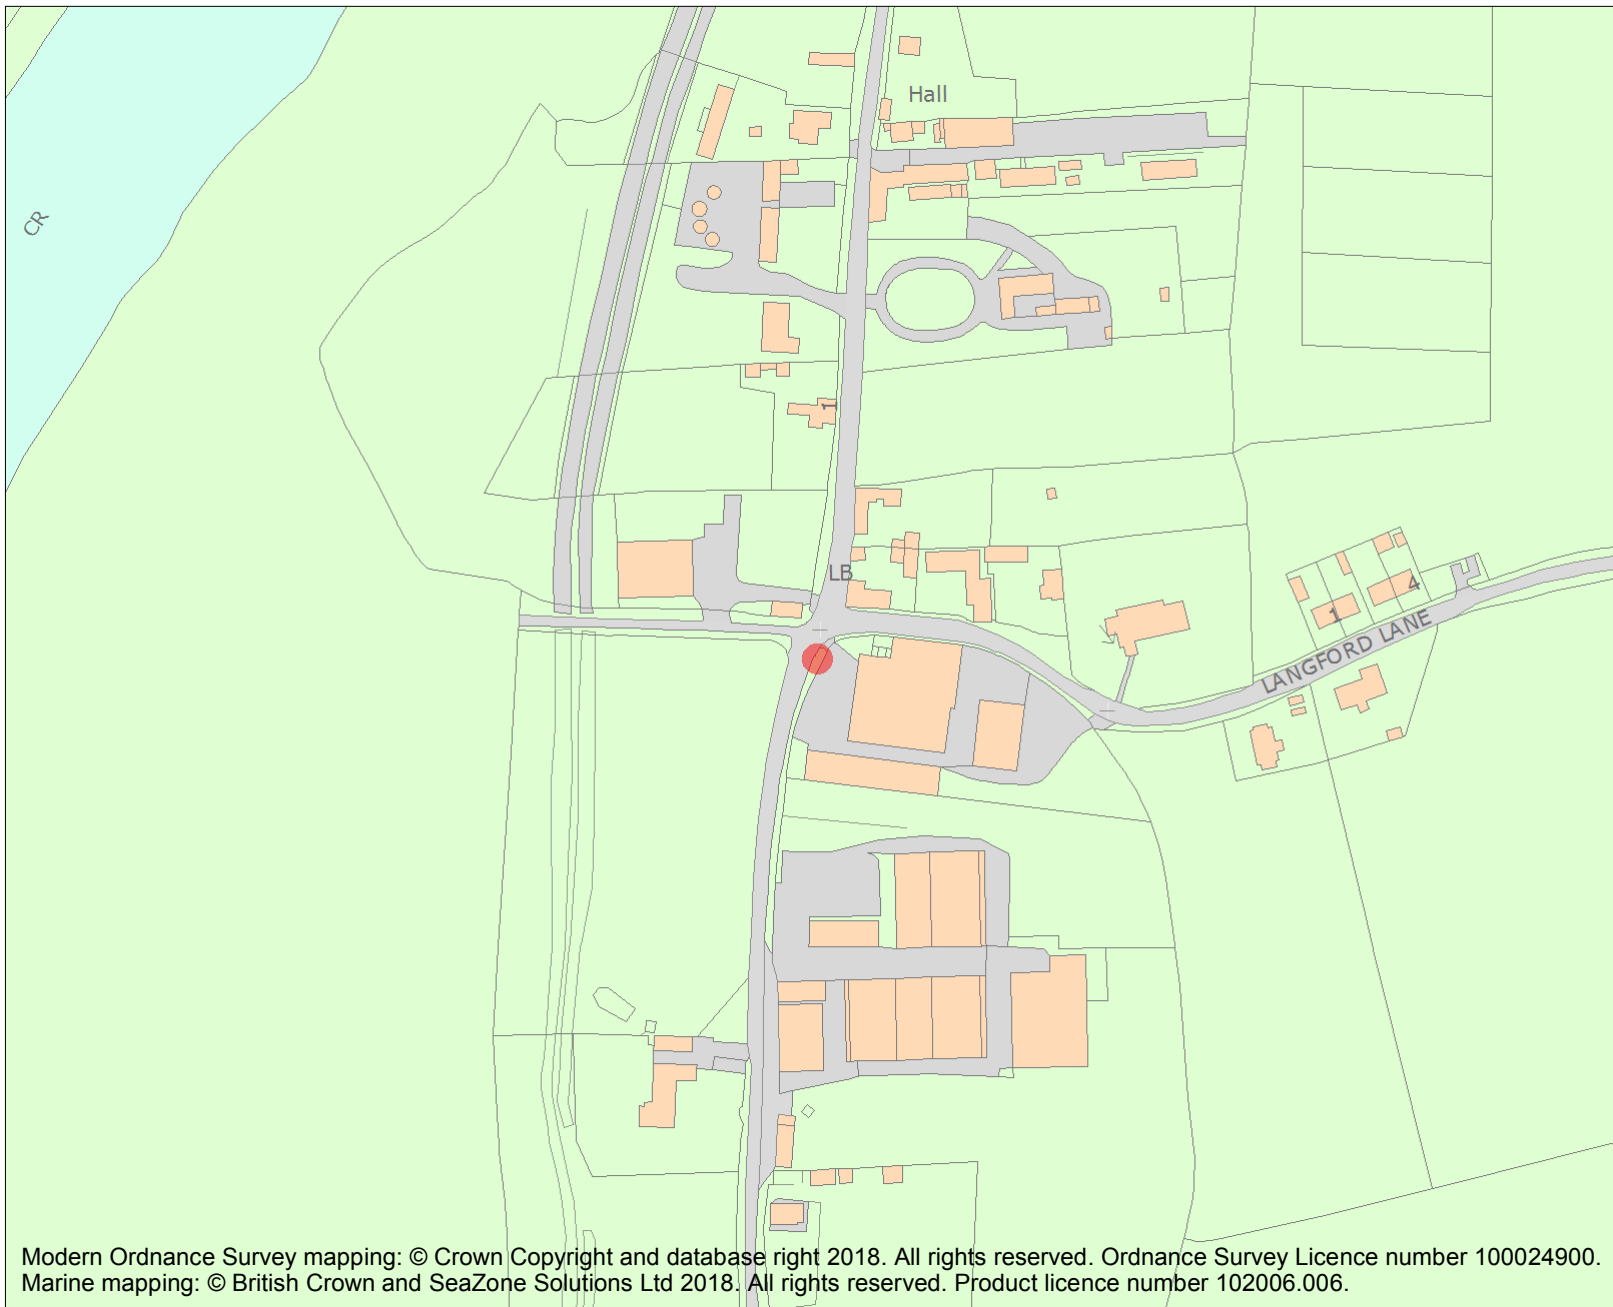 Hall
CR
1
LB
4
1
LANGFORD LANE
Modern Ordnance Survey mapping: © Crown Copyright and database right 2018. All rights reserved. Ordnance Survey Licence number 100024900.
Marine mapping: © British Crown and SeaZone Solutions Ltd 2018. All rights reserved. Product licence number 102006.006.